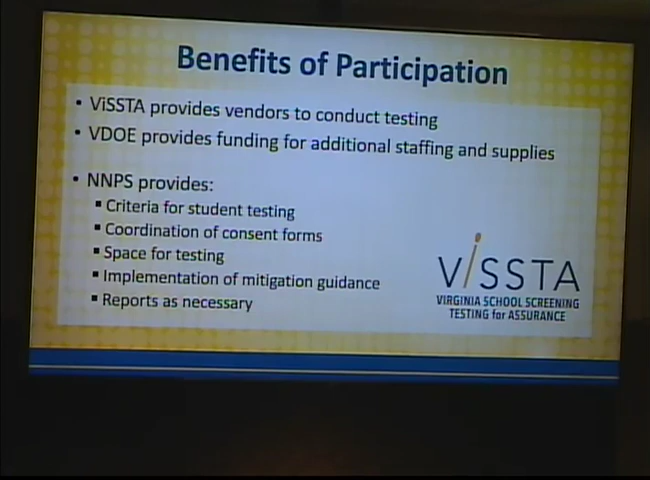 Benefits of Participation
• ViSSTA provides vendors to conduct testing
• VDOE provides funding for additional staffing and supplies
• NNPS provides:
▪ Criteria for student testing
▪ Coordination of consent forms
▪ Space for testing
▪ Implementation of mitigation guidance
▪ Reports as necessary
ViSSTA
VIRGINIA SCHOOL SCREENING
TESTING for ASSURANCE